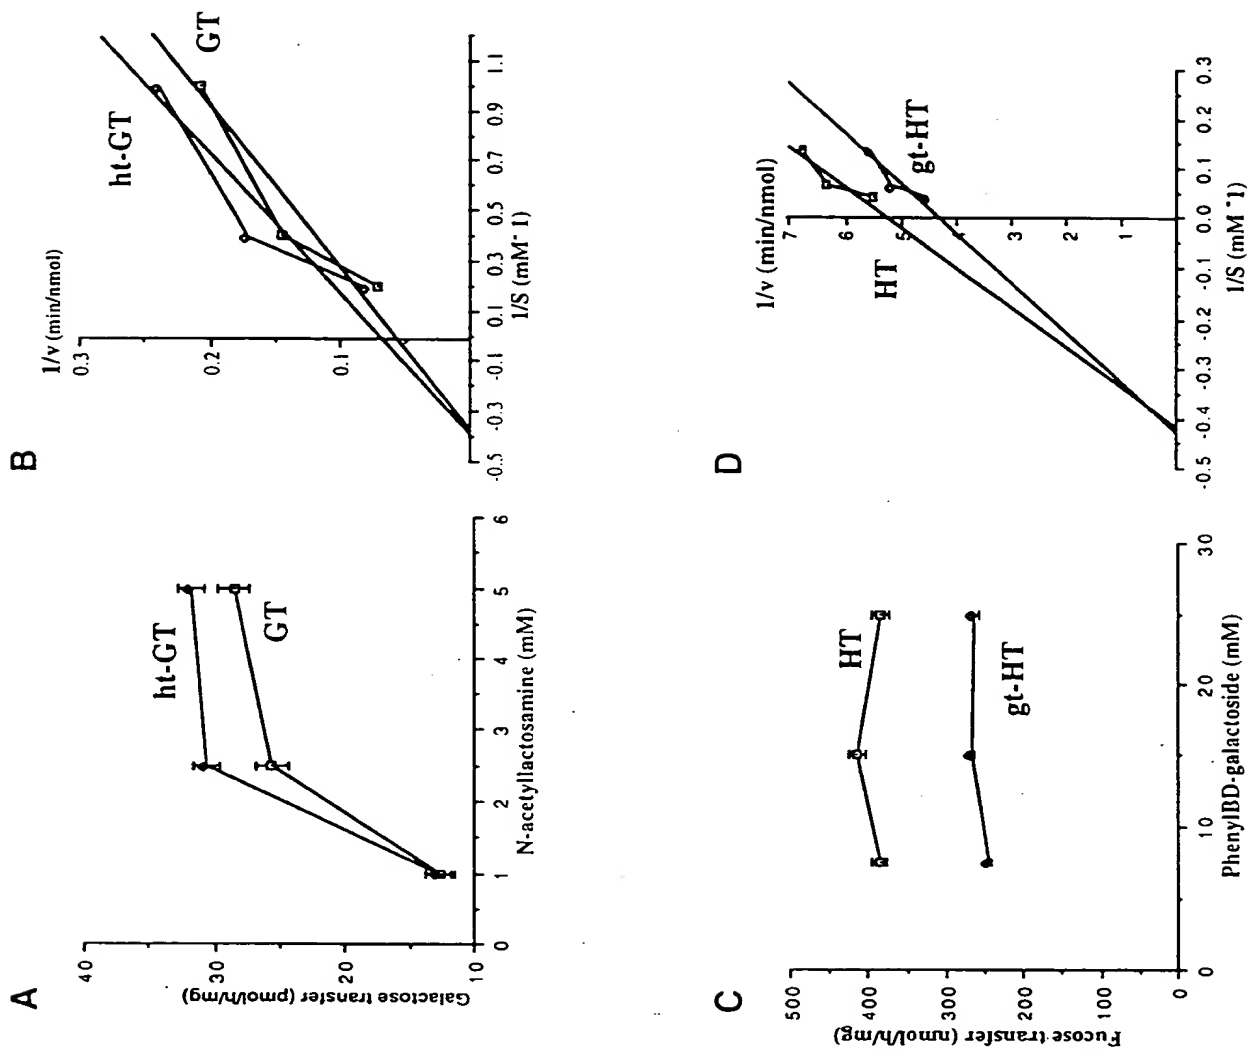 A
Galactose transfer (pmol/h/mg)
40
30
20
10
0 1 2 3 4 5 6
N-acetyllactosamine (mM)
ht-GT
GT
B
1/v (min/nmol)
0.3
0.2
0.1
-0.5 -0.3 -0.1 0.1 0.3 0.5 0.7 0.9 1.1
1/S (mM⁻1)
ht-GT
GT
C
Fucose transfer (nmol/h/mg)
500
400
300
200
100
0
0 10 20 30
PhenylBD-galactoside (mM)
HT
gt-HT
D
1/v (min/nmol)
7
6
5
4
3
2
1
-0.5 -0.4 -0.3 -0.2 -0.1 0.0 0.1 0.2 0.3
1/S (mM⁻1)
HT
gt-HT